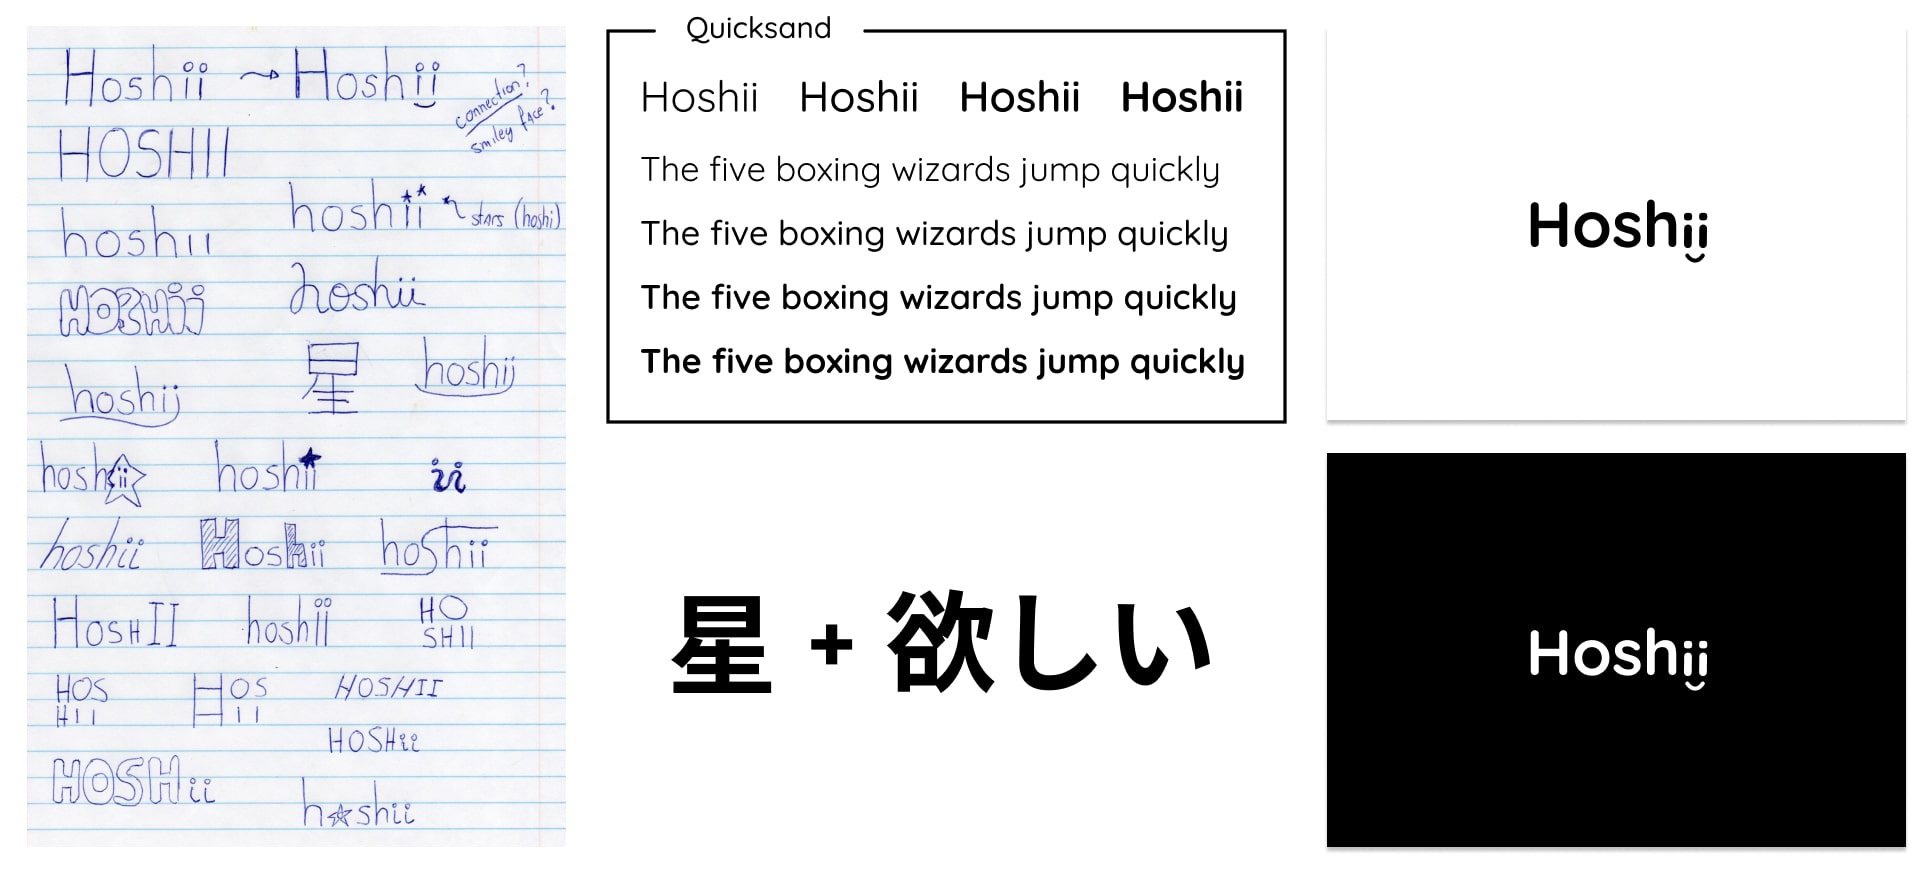 Hoshii → Hoshii
connection?
smiley face?
HOSHII
hoshii
stars (hoshi)
hoshii
HOSHii
hoshii
hoshii
星
hoshii
hoshii
hoshii
ii
hoshii
Hoshii
hoShii
HosHII
hoshii
HO
SHII
HOS
HII
HOS
II
HOSHII
HOSHii
HOSHii
h☆shii
Quicksand
Hoshii Hoshii Hoshii Hoshii
The five boxing wizards jump quickly
The five boxing wizards jump quickly
The five boxing wizards jump quickly
The five boxing wizards jump quickly
星 + 欲しい
Hoshii
Hoshii